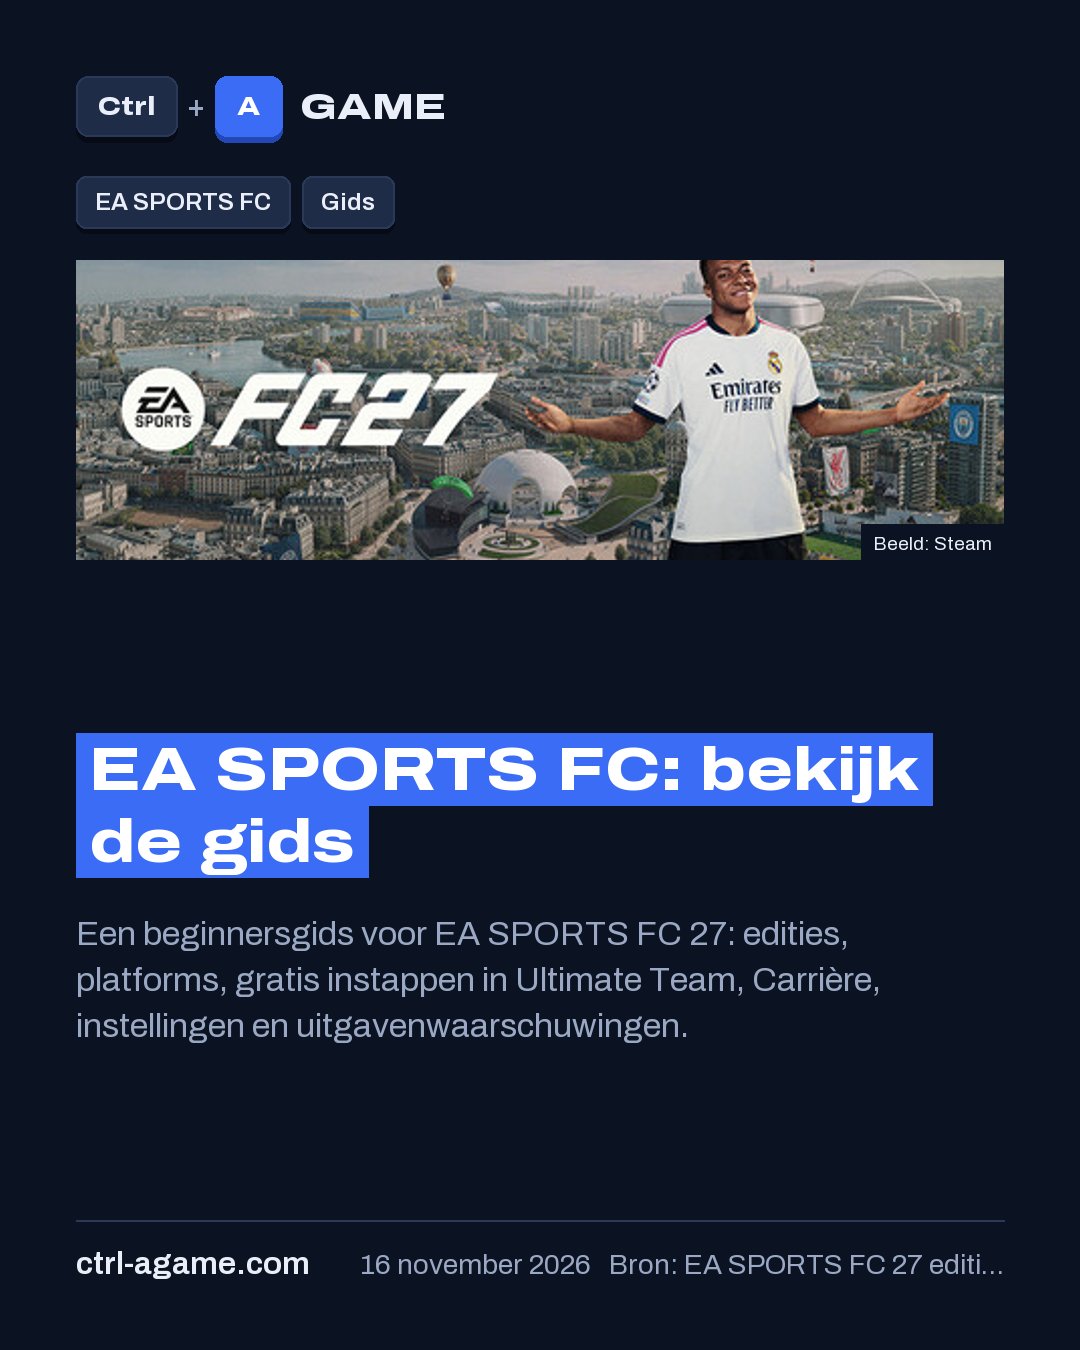 Ctrl + A GAME
EA SPORTS FC Gids
EA SPORTS FC27
Emirates
FLY BETTER
Beeld: Steam
EA SPORTS FC: bekijk
de gids
Een beginnersgids voor EA SPORTS FC 27: edities,
platforms, gratis instappen in Ultimate Team, Carrière,
instellingen en uitgavenwaarschuwingen.
ctrl-agame.com 16 november 2026 Bron: EA SPORTS FC 27 editi...